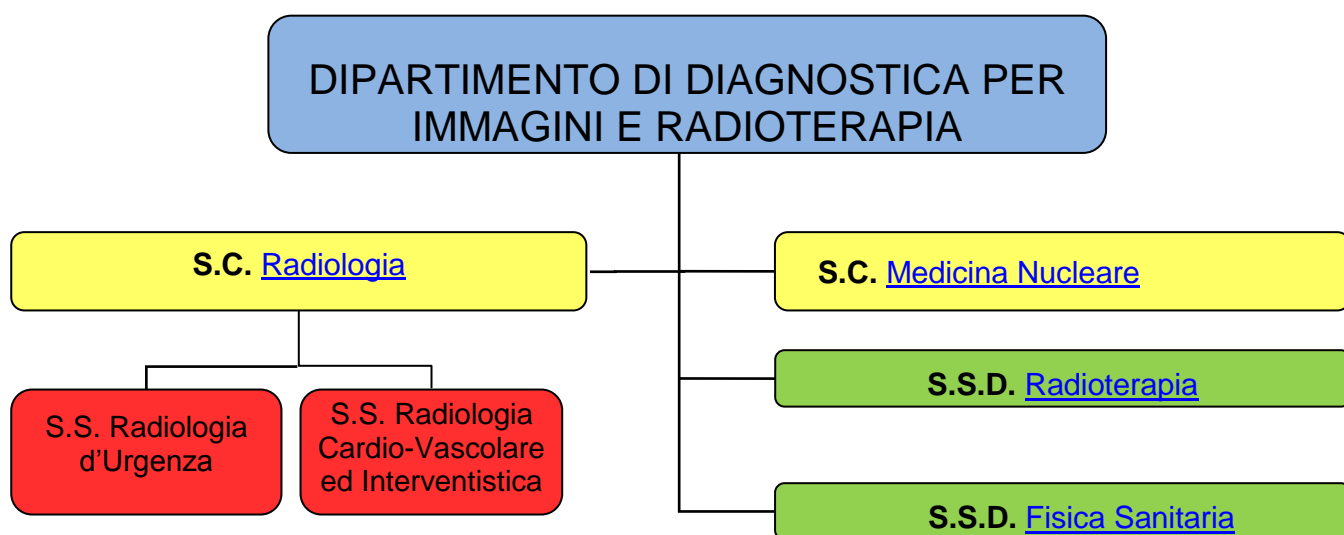 DIPARTIMENTO DI DIAGNOSTICA PER
IMMAGINI E RADIOTERAPIA
S.C. Radiologia
S.C. Medicina Nucleare
S.S.D. Radioterapia
S.S. Radiologia
d’Urgenza
S.S. Radiologia
Cardio-Vascolare
ed Interventistica
S.S.D. Fisica Sanitaria